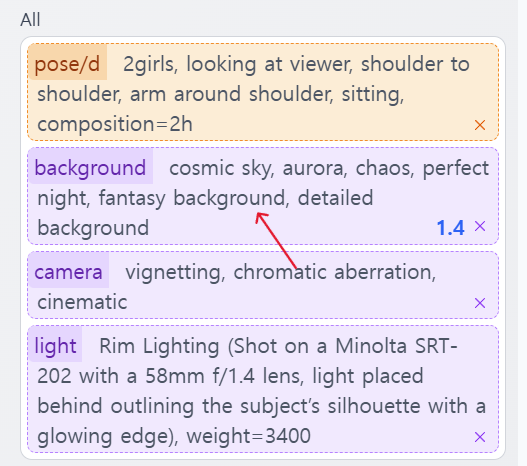 All
pose/d 2girls, looking at viewer, shoulder to
shoulder, arm around shoulder, sitting,
composition=2h
×
background cosmic sky, aurora, chaos, perfect
night, fantasy background, detailed
background
1.4 ×
camera vignetting, chromatic aberration,
cinematic
×
light Rim Lighting (Shot on a Minolta SRT-
202 with a 58mm f/1.4 lens, light placed
behind outlining the subject’s silhouette with a
glowing edge), weight=3400
×